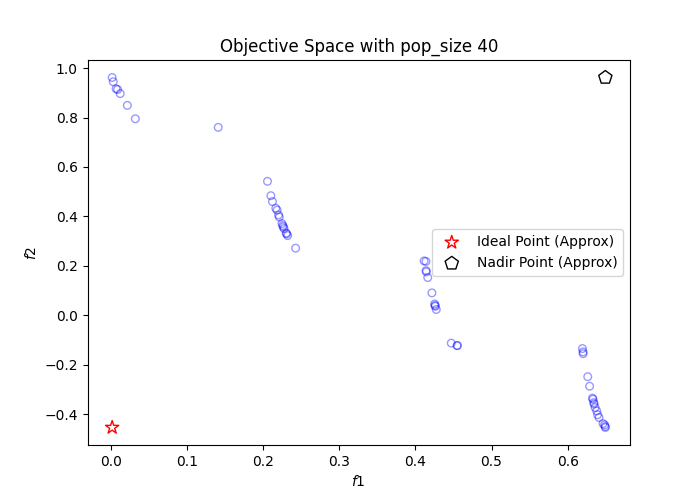 Objective Space with pop_size 40
1.0
0.8
0.6
0.4
0.2
0.0
−0.2
−0.4
f2
Ideal Point (Approx)
Nadir Point (Approx)
0.0 0.1 0.2 0.3 0.4 0.5 0.6
f1